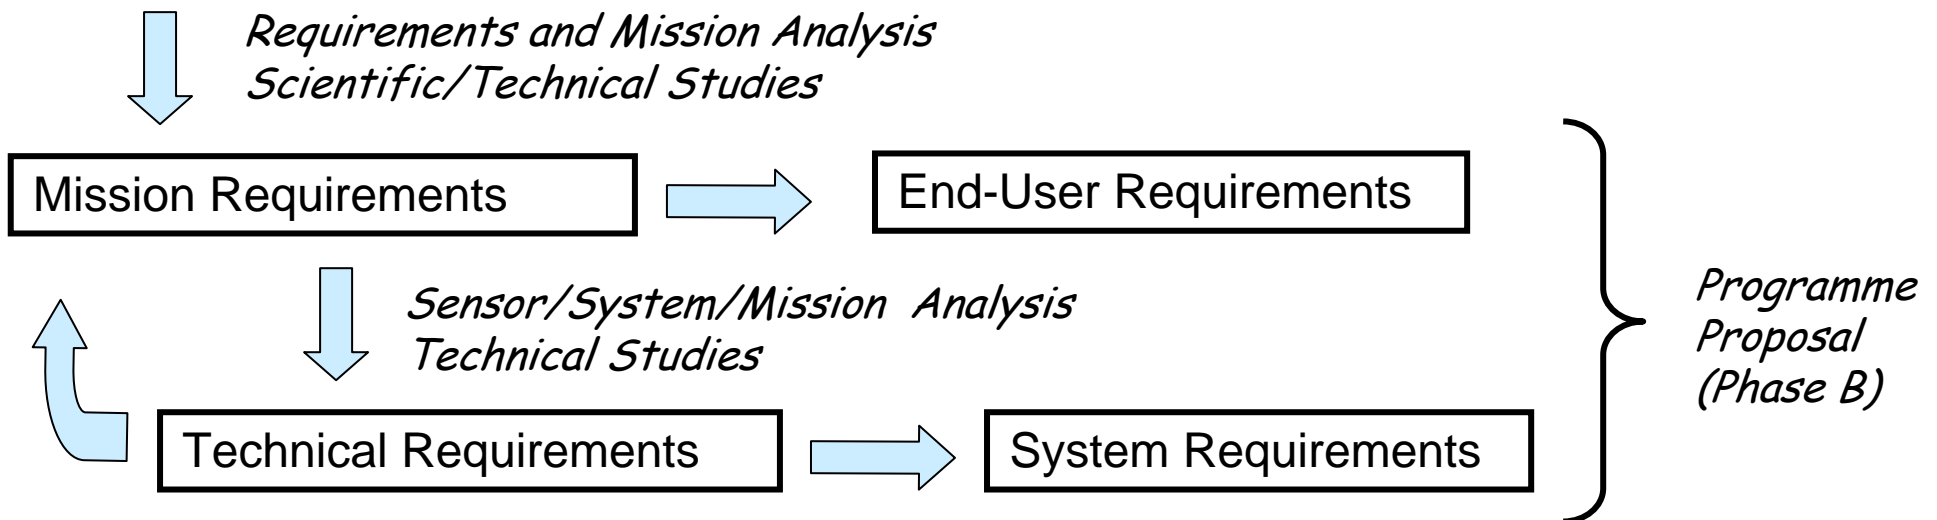 Requirements and Mission Analysis
Scientific/Technical Studies
Mission Requirements
End-User Requirements
Sensor/System/Mission Analysis
Technical Studies
Programme
Proposal
(Phase B)
Technical Requirements
System Requirements